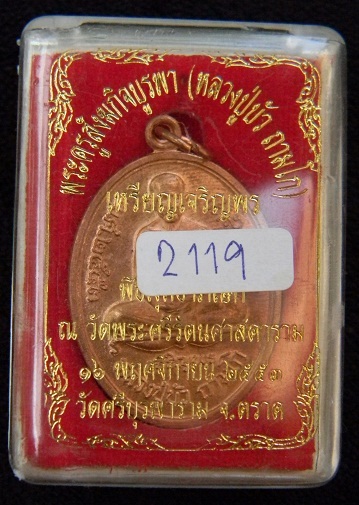 พระครูสังฆกิจบูรพา (หลวงปู่บัว ถามโก)
เหรียญเจริญพร
2119
ณ วัดพระศรีรัตนศาสดาราม
๑๖ พฤศจิกายน ๒๕๕๓
วัดศรีบูรพาราม จ.ตราด